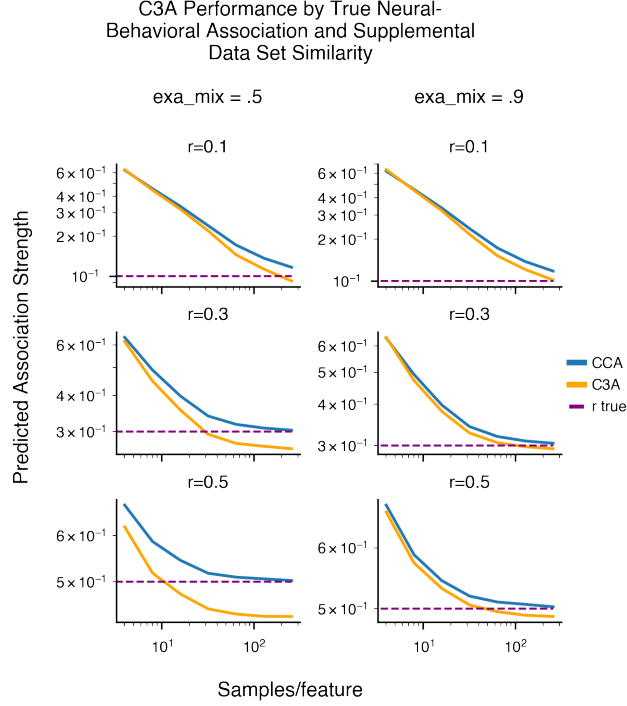 C3A Performance by True Neural-
Behavioral Association and Supplemental
Data Set Similarity
exa_mix = .5
exa_mix = .9
r=0.1
r=0.1
6 × 10⁻¹
4 × 10⁻¹
3 × 10⁻¹
2 × 10⁻¹
10⁻¹
6 × 10⁻¹
4 × 10⁻¹
3 × 10⁻¹
2 × 10⁻¹
10⁻¹
r=0.3
r=0.3
6 × 10⁻¹
4 × 10⁻¹
3 × 10⁻¹
6 × 10⁻¹
5 × 10⁻¹
4 × 10⁻¹
3 × 10⁻¹
r=0.5
r=0.5
6 × 10⁻¹
5 × 10⁻¹
6 × 10⁻¹
5 × 10⁻¹
10¹
10²
10¹
10²
Predicted Association Strength
Samples/feature
CCA
C3A
r true